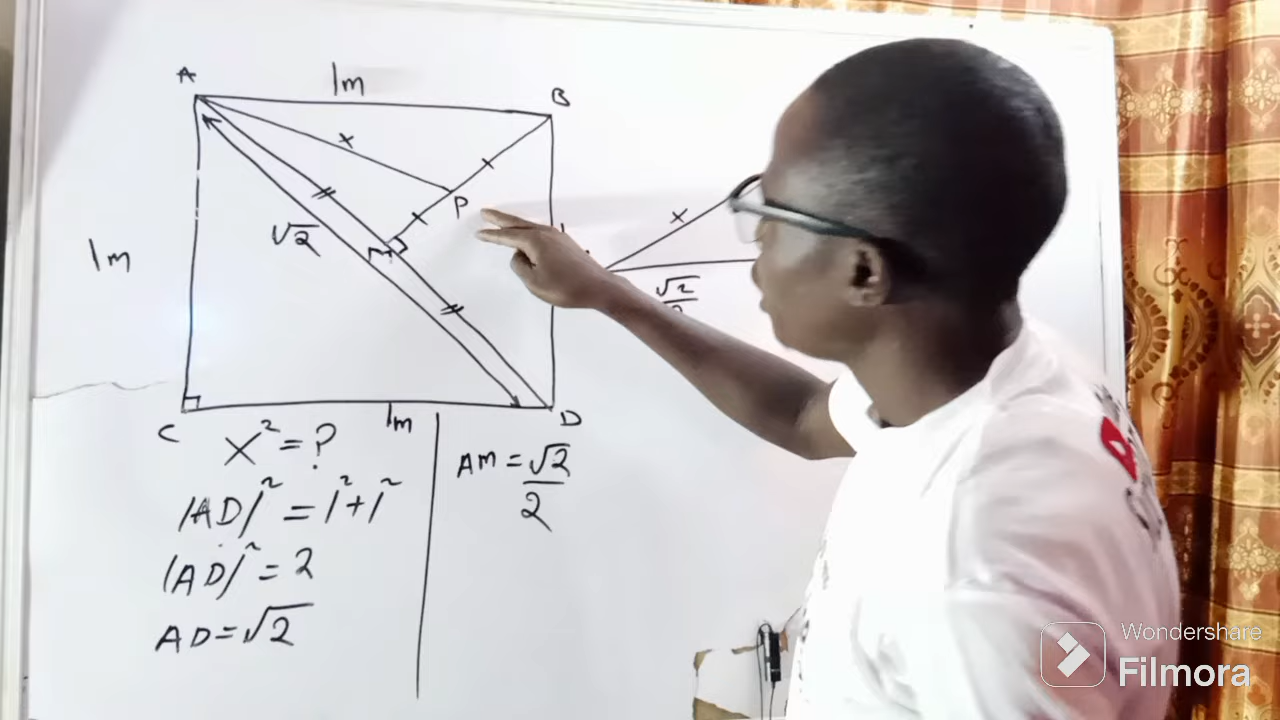 A
1m
B
x
P
√2
M
1m
x
√2/2
C
1m
D
x² = ?
|AD|² = 1² + 1²
|AD|² = 2
AD = √2
AM = √2/2
Wondershare
Filmora